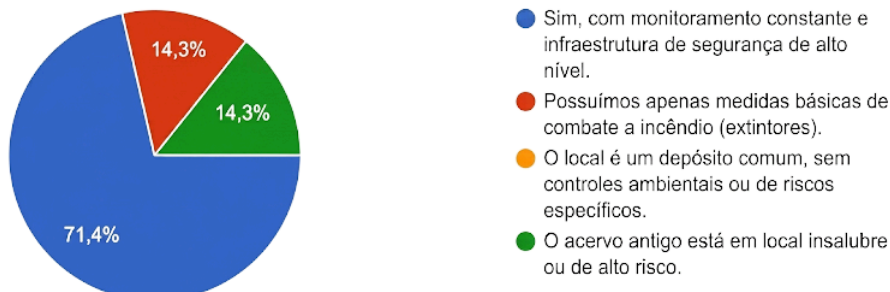 14,3%
14,3%
71,4%
Sim, com monitoramento constante e
infraestrutura de segurança de alto
nível.
Possuímos apenas medidas básicas de
combate a incêndio (extintores).
O local é um depósito comum, sem
controles ambientais ou de riscos
específicos.
O acervo antigo está em local insalubre
ou de alto risco.